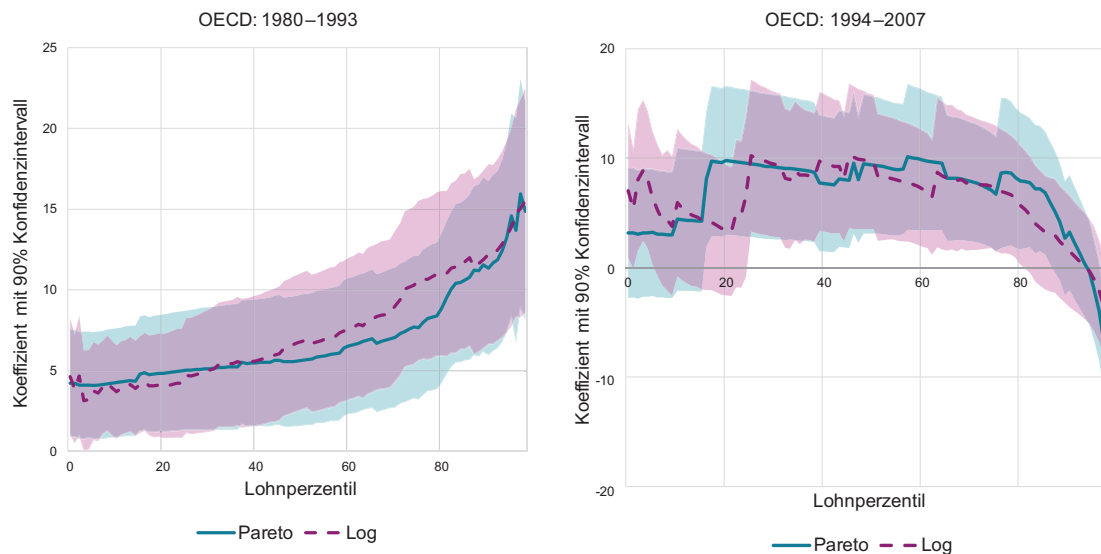 OECD: 1980–1993
Koeffizient mit 90% Konfidenzintervall
25
20
15
10
5
0
0
20
40
60
80
Lohnperzentil
Pareto
Log
OECD: 1994–2007
Koeffizient mit 90% Konfidenzintervall
20
10
0
-10
-20
0
20
40
60
80
Lohnperzentil
Pareto
Log